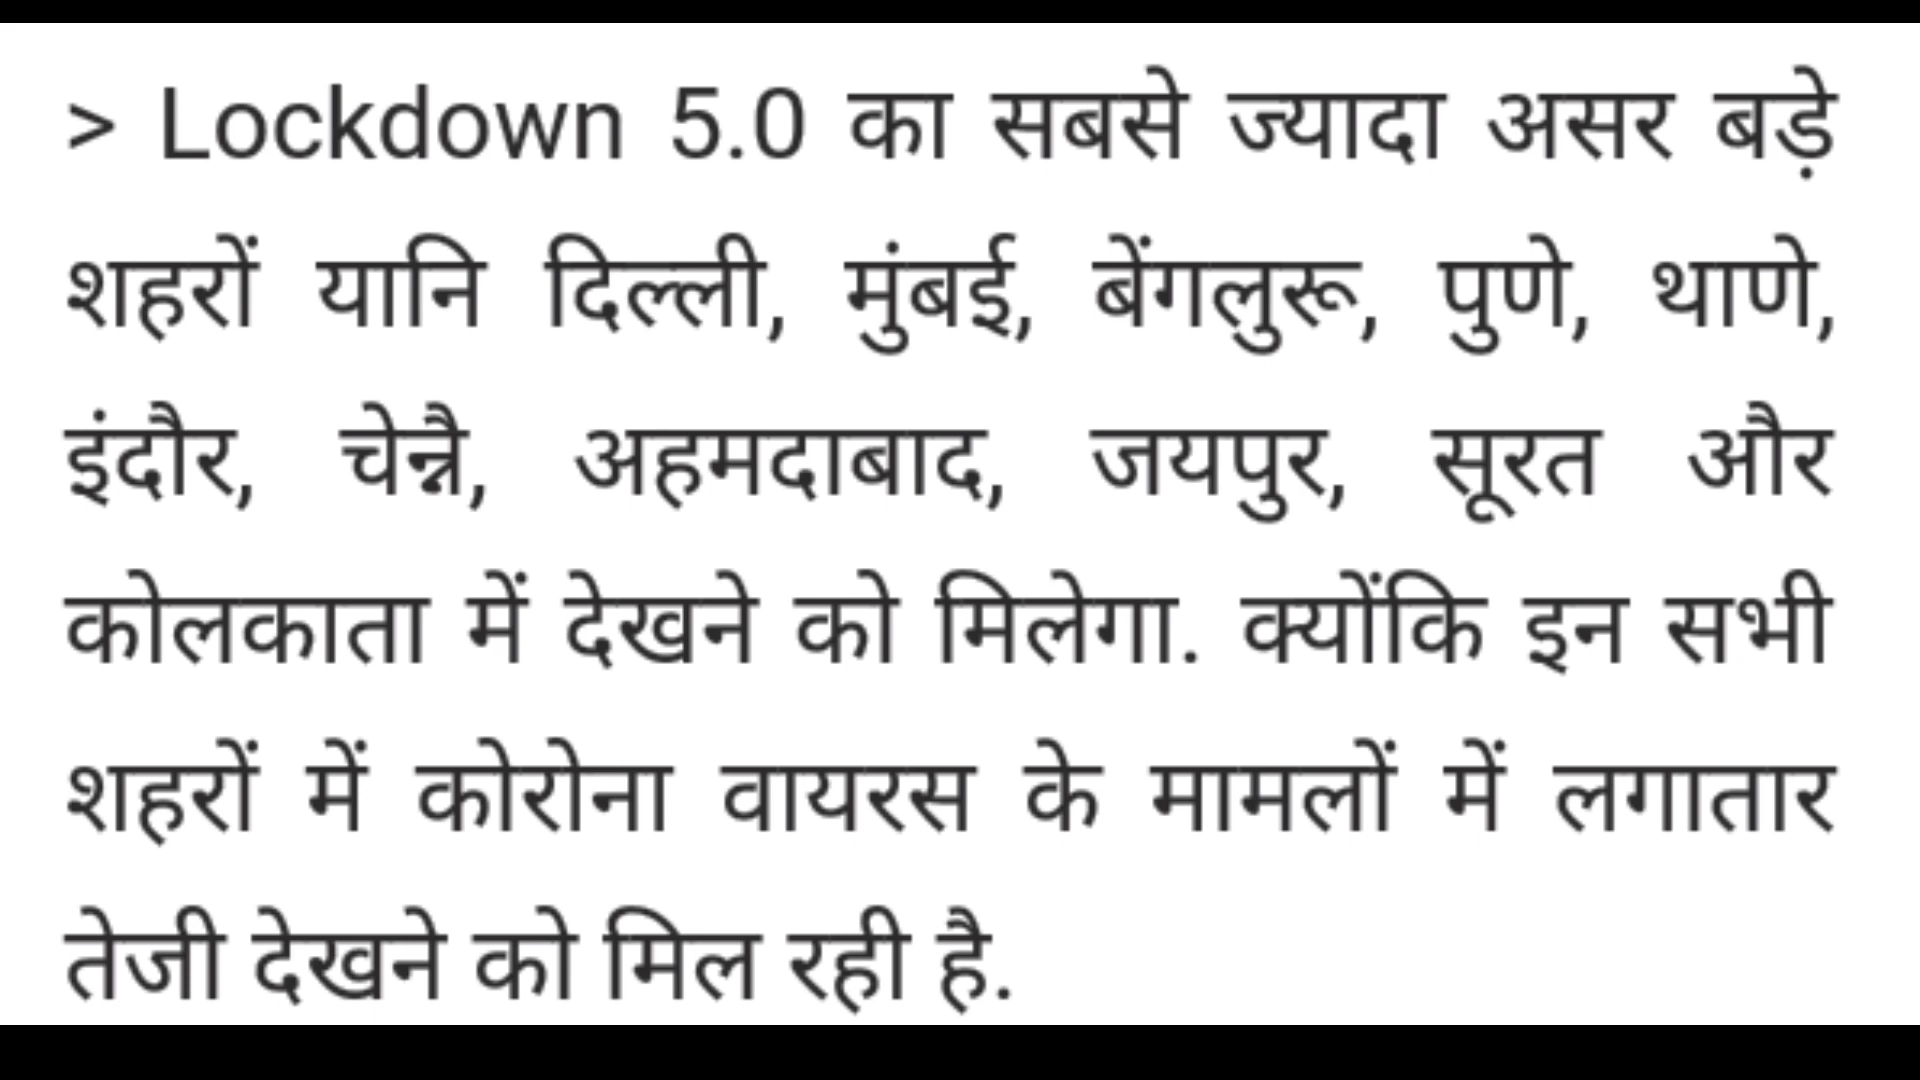 > Lockdown 5.0 का सबसे ज्यादा असर बड़े
शहरों यानि दिल्ली, मुंबई, बेंगलुरू, पुणे, थाणे,
इंदौर, चेन्नै, अहमदाबाद, जयपुर, सूरत और
कोलकाता में देखने को मिलेगा. क्योंकि इन सभी
शहरों में कोरोना वायरस के मामलों में लगातार
तेजी देखने को मिल रही है.